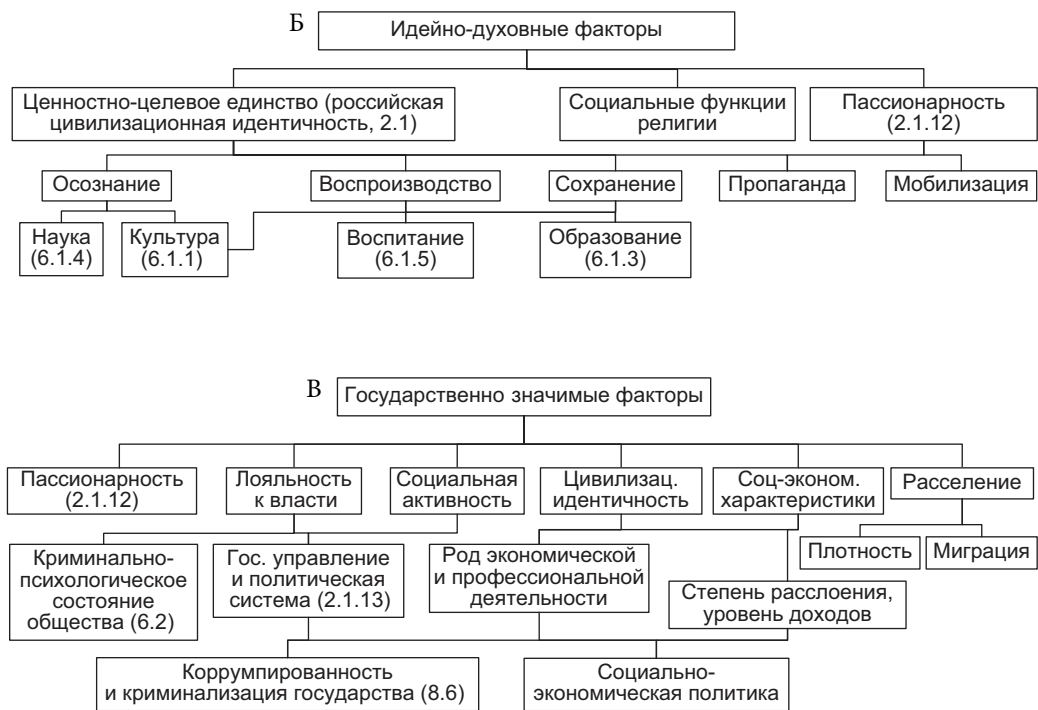 Б
Идейно-духовные факторы
Ценностно-целевое единство (российская
цивилизационная идентичность, 2.1)
Социальные функции
религии
Пассионарность
(2.1.12)
Осознание
Воспроизводство
Сохранение
Пропаганда
Мобилизация
Наука
(6.1.4)
Культура
(6.1.1)
Воспитание
(6.1.5)
Образование
(6.1.3)
В
Государственно значимые факторы
Пассионарность
(2.1.12)
Лояльность
к власти
Социальная
активность
Цивилизац.
идентичность
Соц-эконом.
характеристики
Расселение
Плотность
Миграция
Криминально-
психологическое
состояние
общества (6.2)
Гос. управление
и политическая
система (2.1.13)
Род экономической
и профессиональной
деятельности
Степень расслоения,
уровень доходов
Коррумпированность
и криминализация государства (8.6)
Социально-
экономическая политика